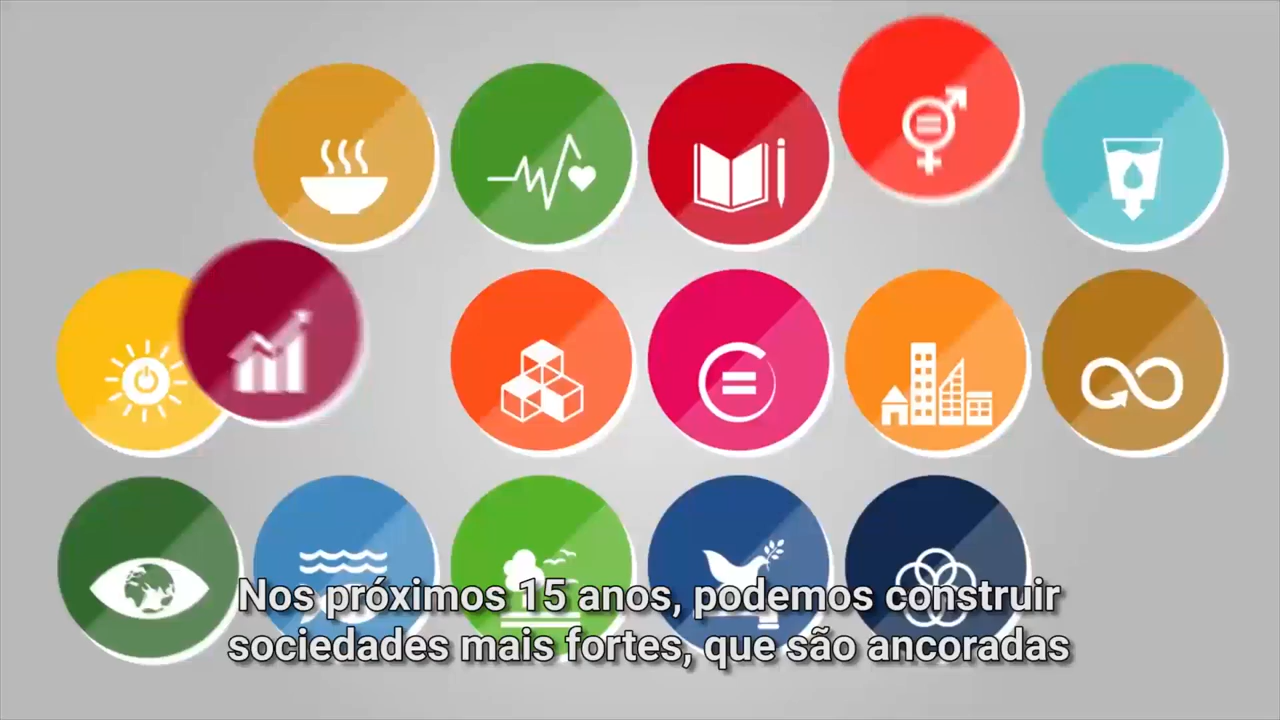 Nos próximos 15 anos, podemos construir
sociedades mais fortes, que são ancoradas